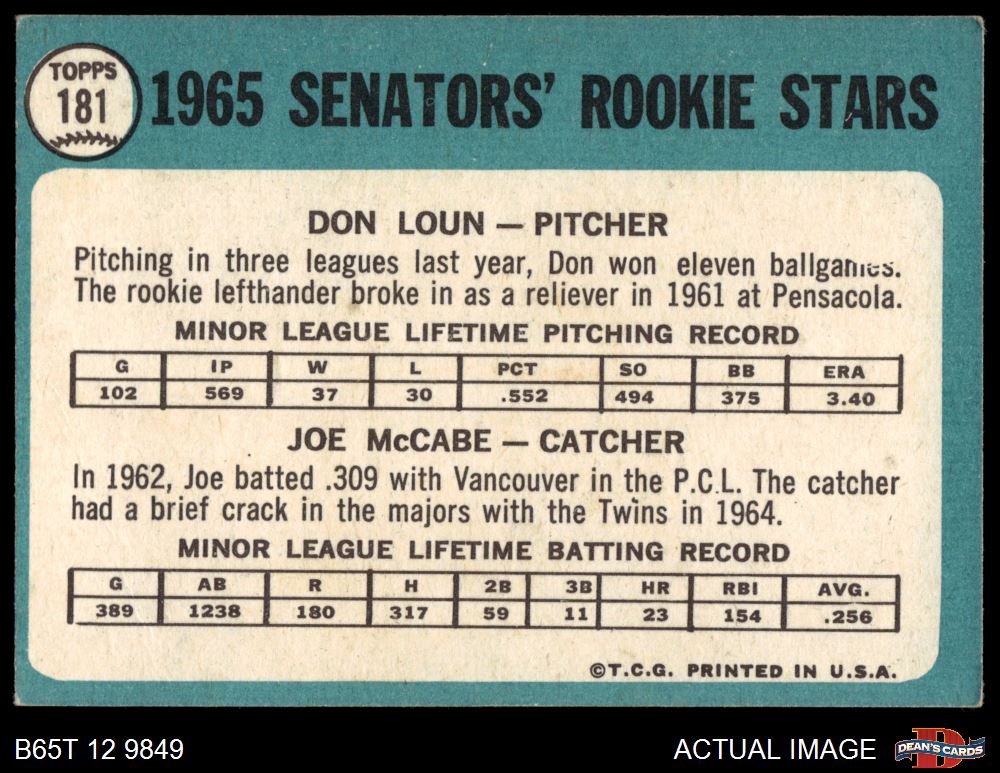 TOPPS
181
1965 SENATORS' ROOKIE STARS
DON LOUN — PITCHER
Pitching in three leagues last year, Don won eleven ballgames.
The rookie lefthander broke in as a reliever in 1961 at Pensacola.
MINOR LEAGUE LIFETIME PITCHING RECORD
G IP W L PCT SO BB ERA
102 569 37 30 .552 494 375 3.40
JOE McCABE — CATCHER
In 1962, Joe batted .309 with Vancouver in the P.C.L. The catcher
had a brief crack in the majors with the Twins in 1964.
MINOR LEAGUE LIFETIME BATTING RECORD
G AB R H 2B 3B HR RBI AVG.
389 1238 180 317 59 11 23 154 .256
©T.C.G. PRINTED IN U.S.A.
B65T 12 9849 ACTUAL IMAGE DEAN'S CARDS